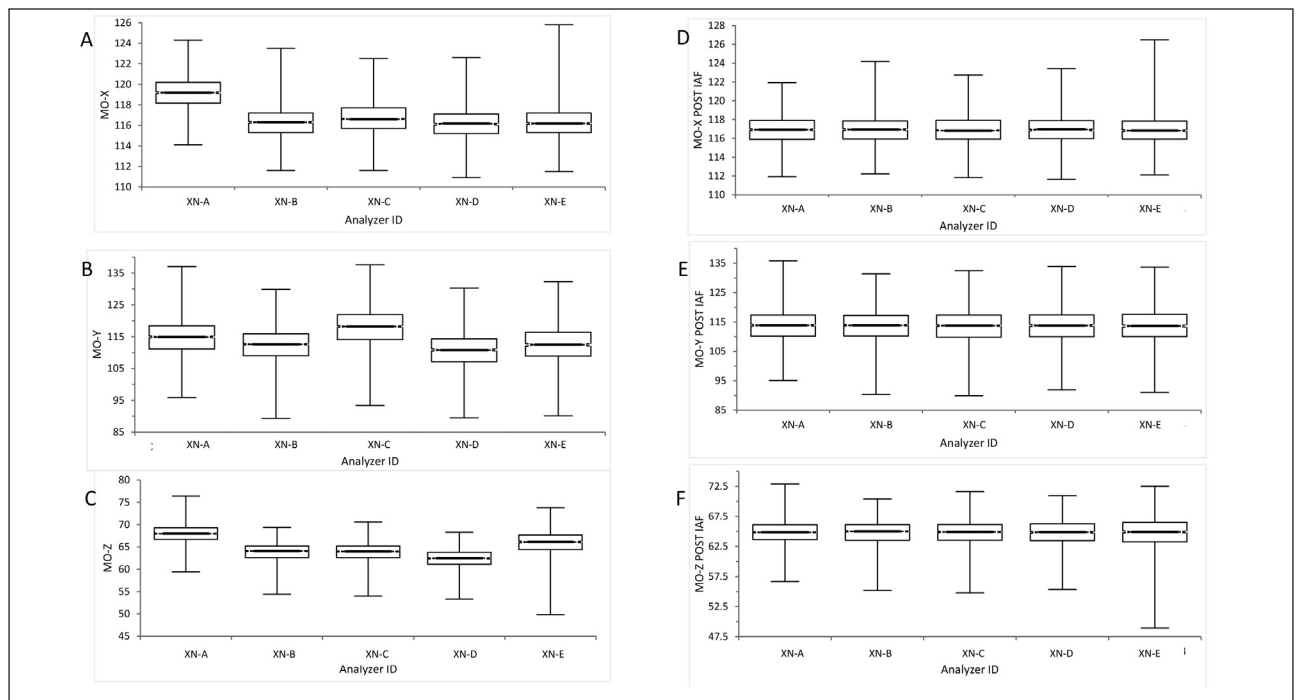 A
MO-X
126
124
122
120
118
116
114
112
110
XN-A XN-B XN-C XN-D XN-E
Analyzer ID
B
MO-Y
135
125
115
105
95
85
XN-A XN-B XN-C XN-D XN-E
Analyzer ID
C
MO-Z
80
75
70
65
60
55
50
45
XN-A XN-B XN-C XN-D XN-E
Analyzer ID
D
MO-X POST IAF
128
126
124
122
120
118
116
114
112
110
XN-A XN-B XN-C XN-D XN-E
Analyzer ID
E
MO-Y POST IAF
135
125
115
105
95
85
XN-A XN-B XN-C XN-D XN-E
Analyzer ID
F
MO-Z POST IAF
72.5
67.5
62.5
57.5
52.5
47.5
XN-A XN-B XN-C XN-D XN-E
Analyzer ID